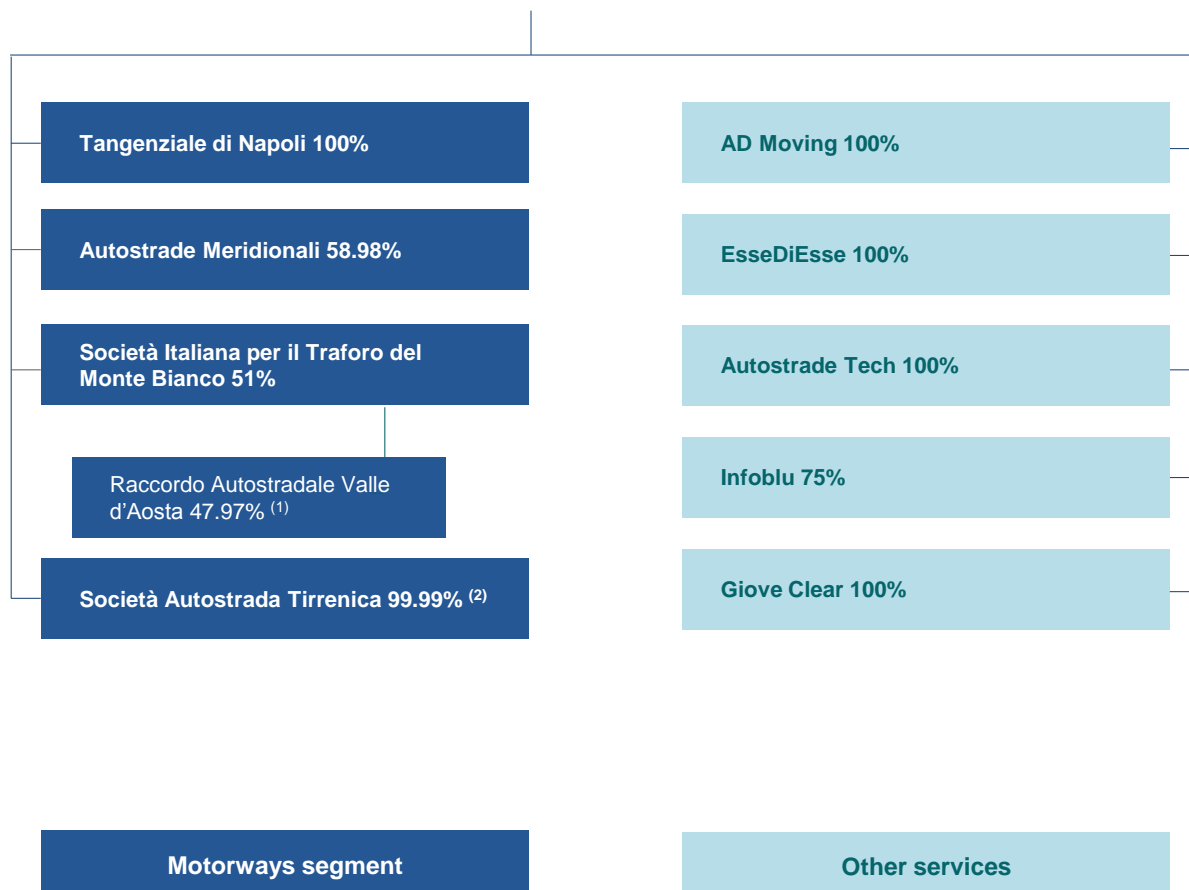 Tangenziale di Napoli 100%
Autostrade Meridionali 58.98%
Società Italiana per il Traforo del
Monte Bianco 51%
Raccordo Autostradale Valle
d’Aosta 47.97% (1)
Società Autostrada Tirrenica 99.99% (2)
Motorways segment
AD Moving 100%
EsseDiEsse 100%
Autostrade Tech 100%
Infoblu 75%
Giove Clear 100%
Other services